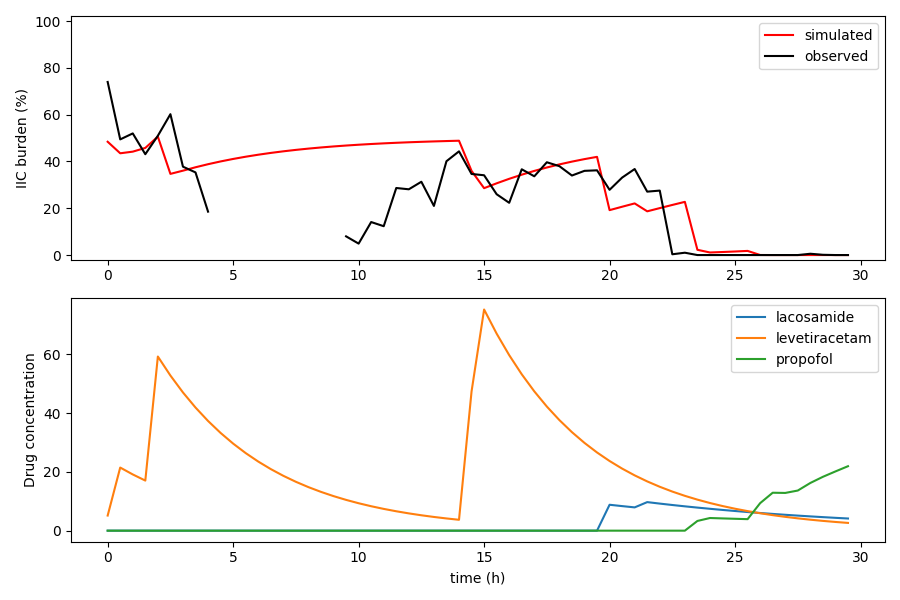 100
80
60
40
20
0
IIC burden (%)
simulated
observed
0 5 10 15 20 25 30
60
40
20
0
Drug concentration
lacosamide
levetiracetam
propofol
0 5 10 15 20 25 30
time (h)